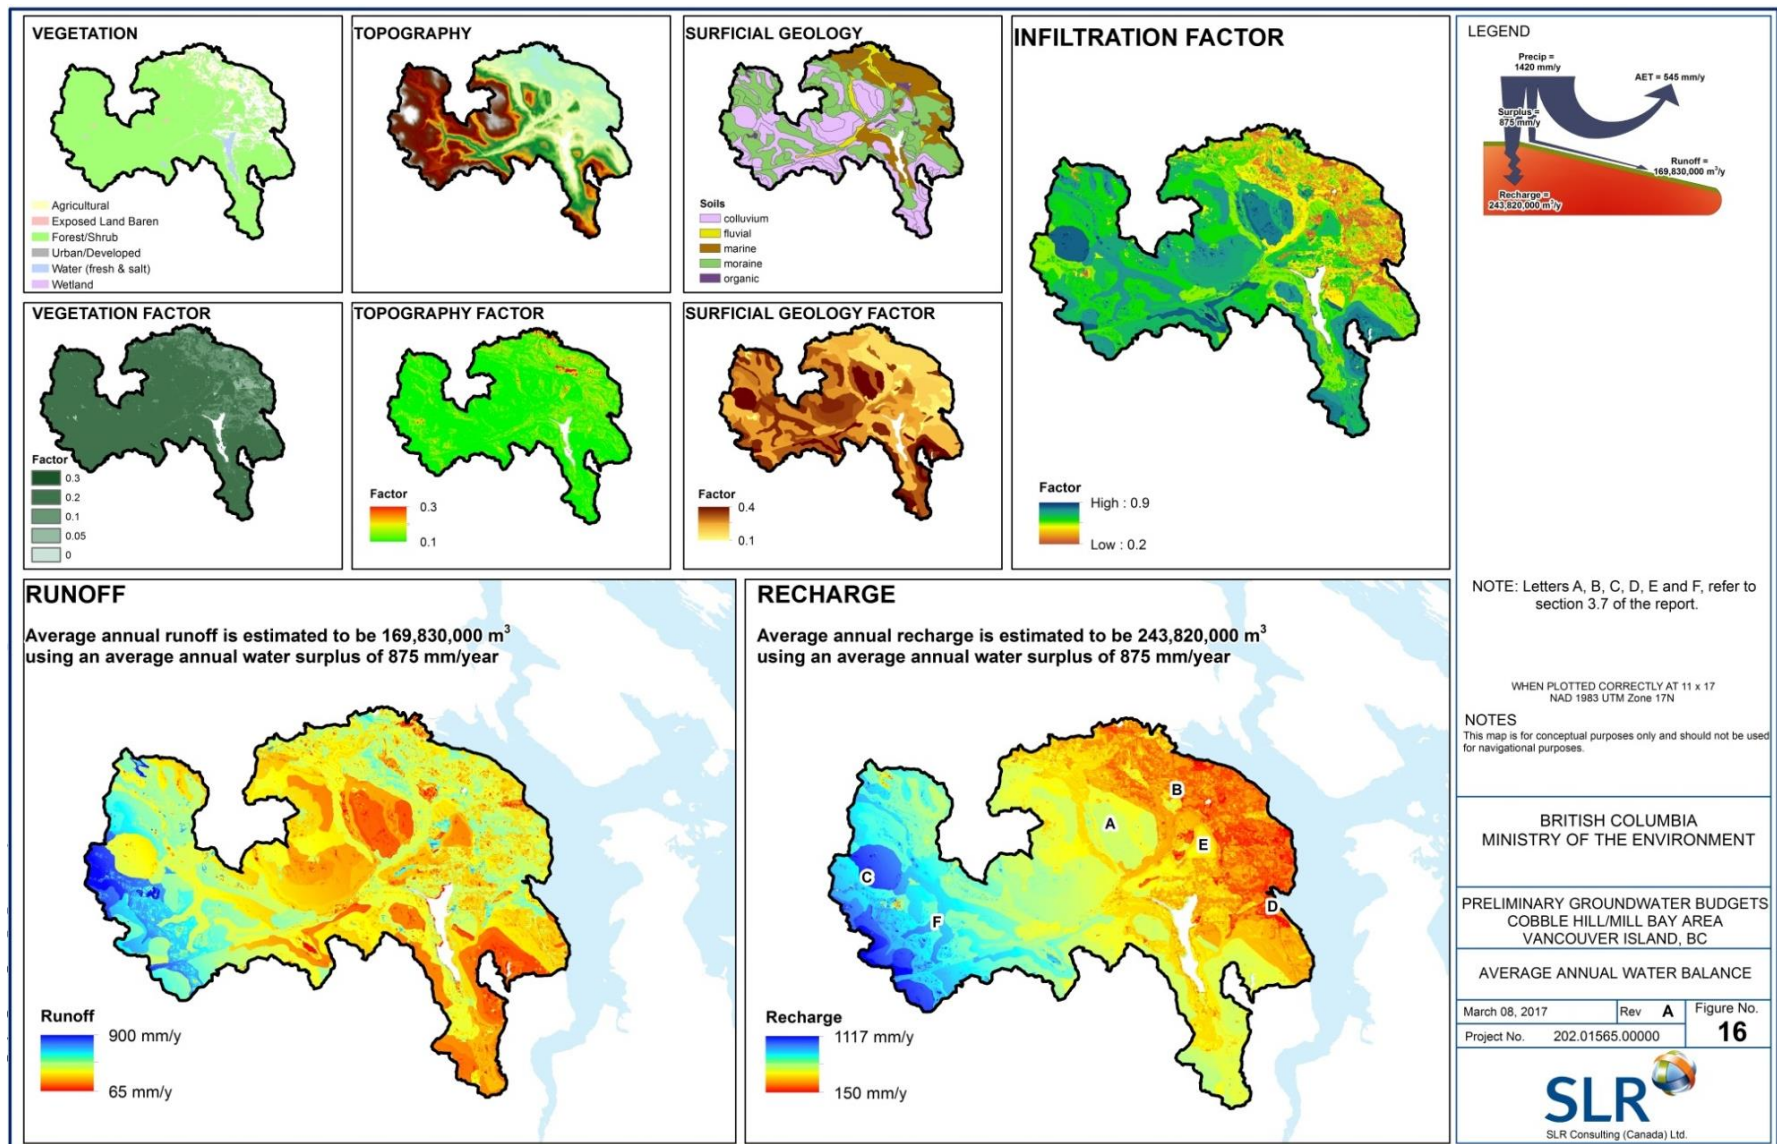 VEGETATION
Agricultural
Exposed Land Baren
Forest/Shrub
Urban/Developed
Water (fresh & salt)
Wetland
TOPOGRAPHY
SURFICIAL GEOLOGY
Soils
colluvium
fluvial
marine
moraine
organic
INFILTRATION FACTOR
Factor
High : 0.9
Low : 0.2
VEGETATION FACTOR
Factor
0.3
0.2
0.1
0.05
0
TOPOGRAPHY FACTOR
Factor
0.3
0.1
SURFICIAL GEOLOGY FACTOR
Factor
0.4
0.1
RUNOFF
Average annual runoff is estimated to be 169,830,000 m³
using an average annual water surplus of 875 mm/year
Runoff
900 mm/y
65 mm/y
RECHARGE
Average annual recharge is estimated to be 243,820,000 m³
using an average annual water surplus of 875 mm/year
B
A
E
C
D
F
Recharge
1117 mm/y
150 mm/y
LEGEND
Precip =
1420 mm/y
AET = 545 mm/y
Surplus =
875 mm/y
Runoff =
169,830,000 m³/y
Recharge =
243,820,000 m³/y
NOTE: Letters A, B, C, D, E and F, refer to
section 3.7 of the report.
WHEN PLOTTED CORRECTLY AT 11 x 17
NAD 1983 UTM Zone 17N
NOTES
This map is for conceptual purposes only and should not be used
for navigational purposes.
BRITISH COLUMBIA
MINISTRY OF THE ENVIRONMENT
PRELIMINARY GROUNDWATER BUDGETS
COBBLE HILL/MILL BAY AREA
VANCOUVER ISLAND, BC
AVERAGE ANNUAL WATER BALANCE
March 08, 2017 Rev A Figure No.
Project No. 202.01565.00000 16
SLR
SLR Consulting (Canada) Ltd.